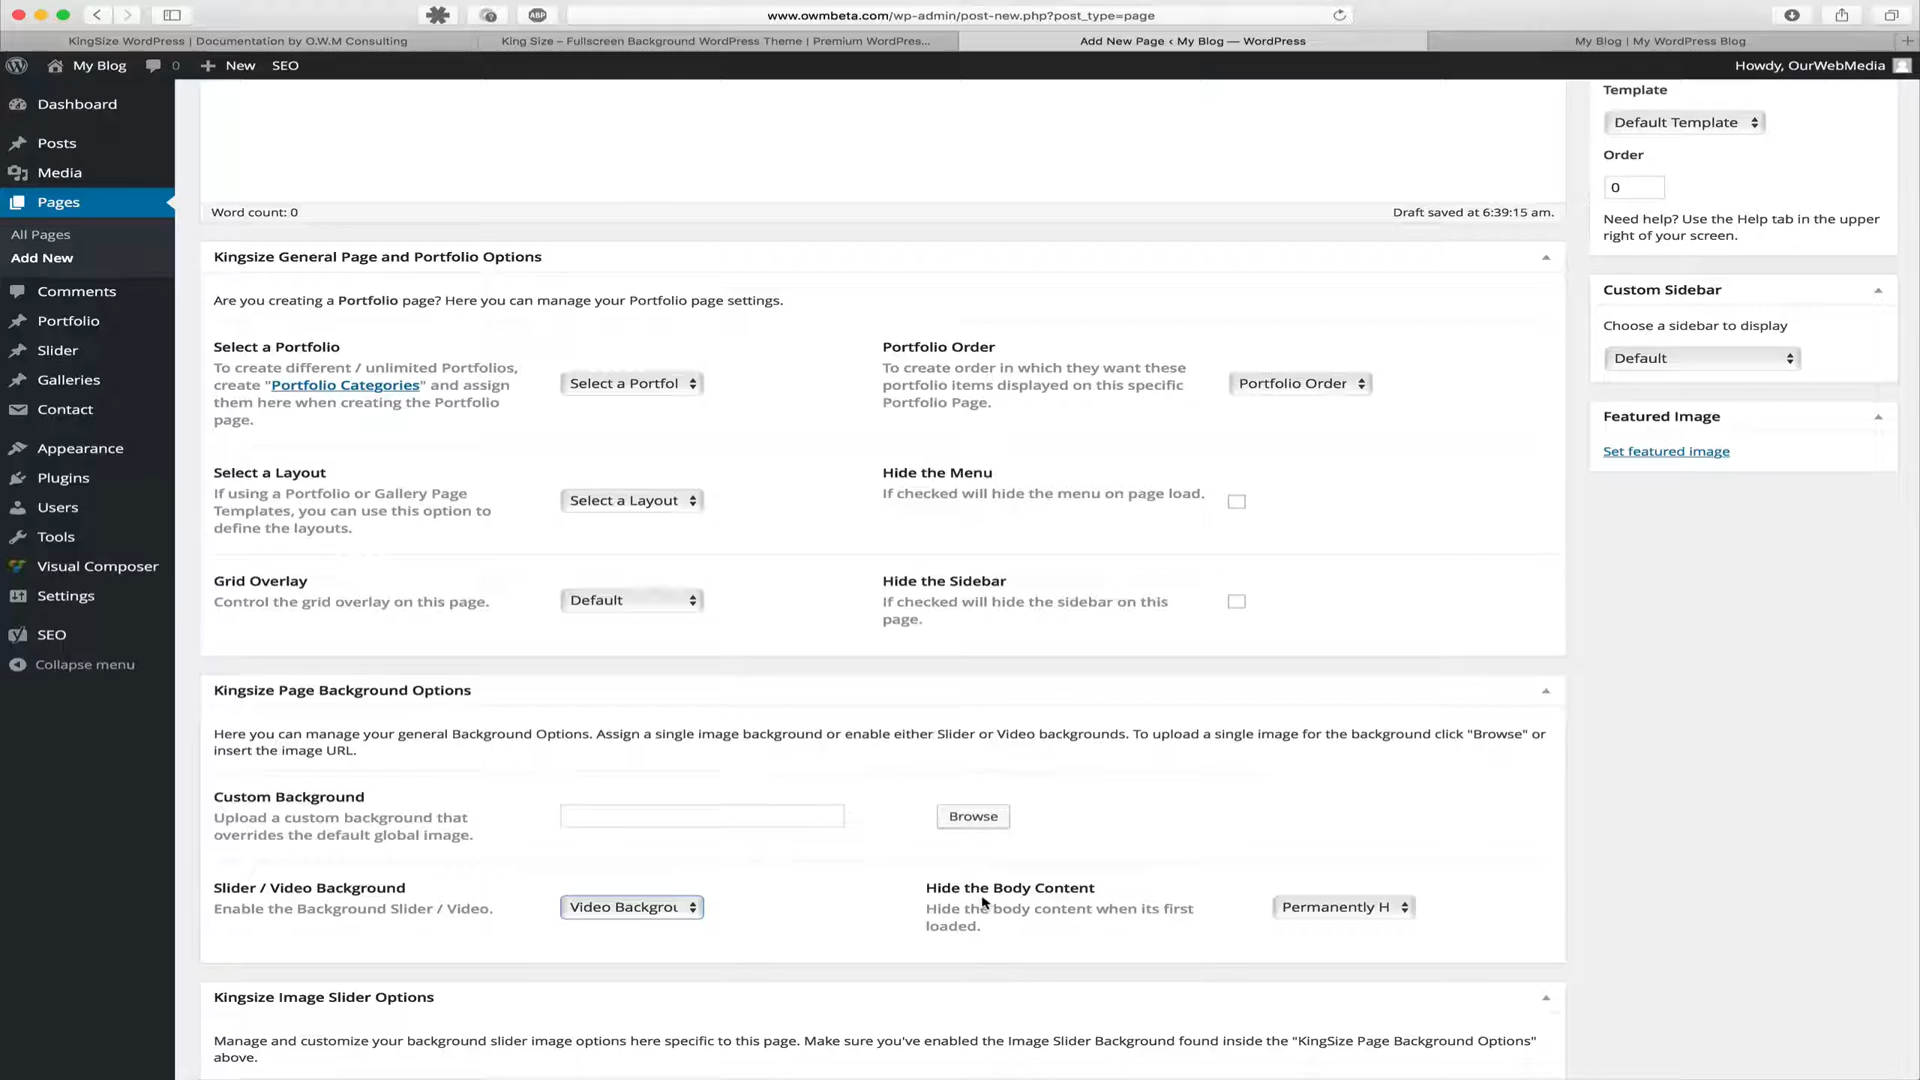 www.owmbeta.com/wp-admin/post-new.php?post_type=page
ABP
KingSize WordPress | Documentation by O.W.M Consulting
King Size – Fullscreen Background WordPress Theme | Premium WordPres...
Add New Page ‹ My Blog — WordPress
My Blog | My WordPress Blog
My Blog
0
New
SEO
Howdy, OurWebMedia
Dashboard
Posts
Media
Pages
All Pages
Add New
Comments
Portfolio
Slider
Galleries
Contact
Appearance
Plugins
Users
Tools
Visual Composer
Settings
SEO
Collapse menu
Word count: 0
Draft saved at 6:39:15 am.
Kingsize General Page and Portfolio Options
Are you creating a Portfolio page? Here you can manage your Portfolio page settings.
Select a Portfolio
To create different / unlimited Portfolios,
create "Portfolio Categories" and assign
them here when creating the Portfolio
page.
Select a Portfol
Portfolio Order
To create order in which they want these
portfolio items displayed on this specific
Portfolio Page.
Portfolio Order
Select a Layout
If using a Portfolio or Gallery Page
Templates, you can use this option to
define the layouts.
Select a Layout
Hide the Menu
If checked will hide the menu on page load.
Grid Overlay
Control the grid overlay on this page.
Default
Hide the Sidebar
If checked will hide the sidebar on this
page.
Kingsize Page Background Options
Here you can manage your general Background Options. Assign a single image background or enable either Slider or Video backgrounds. To upload a single image for the background click "Browse" or
insert the image URL.
Custom Background
Upload a custom background that
overrides the default global image.
Browse
Slider / Video Background
Enable the Background Slider / Video.
Video Backgrou
Hide the Body Content
Hide the body content when its first
loaded.
Permanently H
Kingsize Image Slider Options
Manage and customize your background slider image options here specific to this page. Make sure you've enabled the Image Slider Background found inside the "KingSize Page Background Options"
above.
Template
Default Template
Order
0
Need help? Use the Help tab in the upper
right of your screen.
Custom Sidebar
Choose a sidebar to display
Default
Featured Image
Set featured image